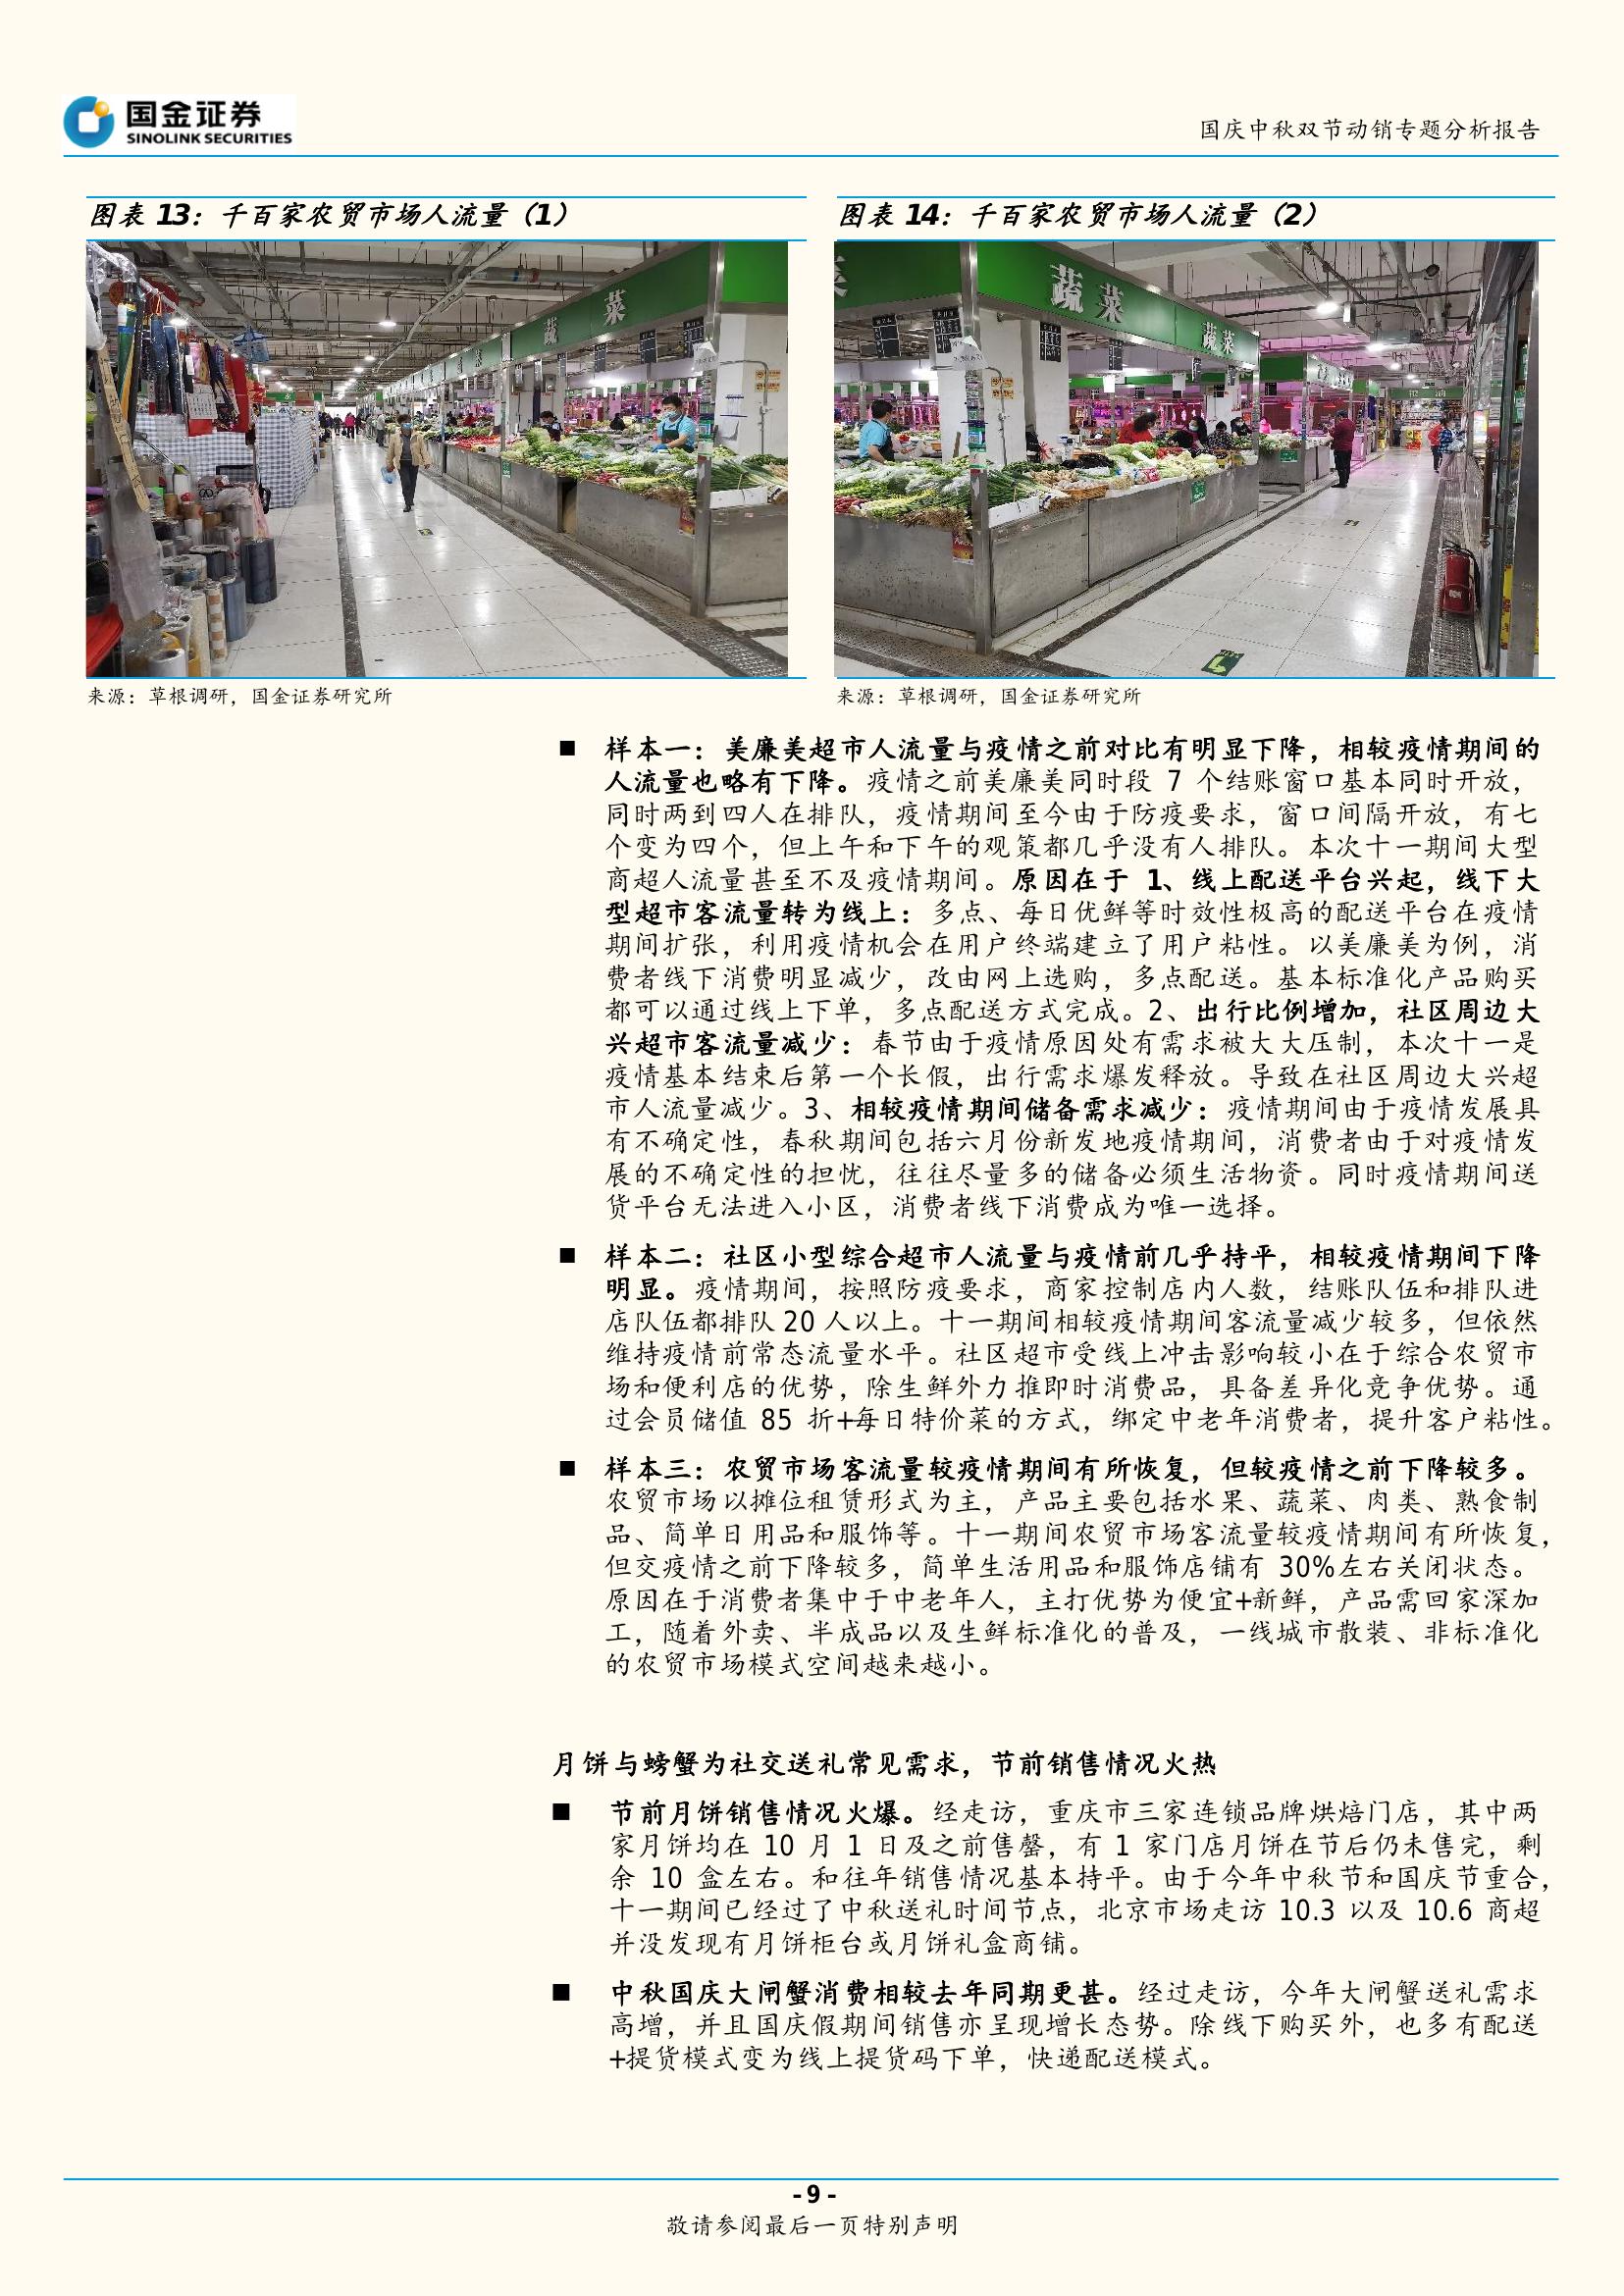 国金证券
SINOLINK SECURITIES
国庆中秋双节动销专题分析报告
图表 13：千百家农贸市场人流量（1）
图表 14：千百家农贸市场人流量（2）
蔬 菜
蔬 菜
蔬 菜
来源：草根调研，国金证券研究所
来源：草根调研，国金证券研究所
■ 样本一：美廉美超市人流量与疫情之前对比有明显下降，相较疫情期间的
人流量也略有下降。疫情之前美廉美同时段 7 个结账窗口基本同时开放，
同时两到四人在排队，疫情期间至今由于防疫要求，窗口间隔开放，有七
个变为四个，但上午和下午的观策都几乎没有人排队。本次十一期间大型
商超人流量甚至不及疫情期间。原因在于 1、线上配送平台兴起，线下大
型超市客流量转为线上：多点、每日优鲜等时效性极高的配送平台在疫情
期间扩张，利用疫情机会在用户终端建立了用户粘性。以美廉美为例，消
费者线下消费明显减少，改由网上选购，多点配送。基本标准化产品购买
都可以通过线上下单，多点配送方式完成。2、出行比例增加，社区周边大
兴超市客流量减少：春节由于疫情原因处有需求被大大压制，本次十一是
疫情基本结束后第一个长假，出行需求爆发释放。导致在社区周边大兴超
市人流量减少。3、相较疫情期间储备需求减少：疫情期间由于疫情发展具
有不确定性，春秋期间包括六月份新发地疫情期间，消费者由于对疫情发
展的不确定性的担忧，往往尽量多的储备必须生活物资。同时疫情期间送
货平台无法进入小区，消费者线下消费成为唯一选择。
■ 样本二：社区小型综合超市人流量与疫情前几乎持平，相较疫情期间下降
明显。疫情期间，按照防疫要求，商家控制店内人数，结账队伍和排队进
店队伍都排队 20 人以上。十一期间相较疫情期间客流量减少较多，但依然
维持疫情前常态流量水平。社区超市受线上冲击影响较小在于综合农贸市
场和便利店的优势，除生鲜外力推即时消费品，具备差异化竞争优势。通
过会员储值 85 折+每日特价菜的方式，绑定中老年消费者，提升客户粘性。
■ 样本三：农贸市场客流量较疫情期间有所恢复，但较疫情之前下降较多。
农贸市场以摊位租赁形式为主，产品主要包括水果、蔬菜、肉类、熟食制
品、简单日用品和服饰等。十一期间农贸市场客流量较疫情期间有所恢复，
但交疫情之前下降较多，简单生活用品和服饰店铺有 30%左右关闭状态。
原因在于消费者集中于中老年人，主打优势为便宜+新鲜，产品需回家深加
工，随着外卖、半成品以及生鲜标准化的普及，一线城市散装、非标准化
的农贸市场模式空间越来越小。
月饼与螃蟹为社交送礼常见需求，节前销售情况火热
■ 节前月饼销售情况火爆。经走访，重庆市三家连锁品牌烘焙门店，其中两
家月饼均在 10 月 1 日及之前售罄，有 1 家门店月饼在节后仍未售完，剩
余 10 盒左右。和往年销售情况基本持平。由于今年中秋节和国庆节重合，
十一期间已经过了中秋送礼时间节点，北京市场走访 10.3 以及 10.6 商超
并没发现有月饼柜台或月饼礼盒商铺。
■ 中秋国庆大闸蟹消费相较去年同期更甚。经过走访，今年大闸蟹送礼需求
高增，并且国庆假期间销售亦呈现增长态势。除线下购买外，也多有配送
+提货模式变为线上提货码下单，快递配送模式。
- 9 -
敬请参阅最后一页特别声明